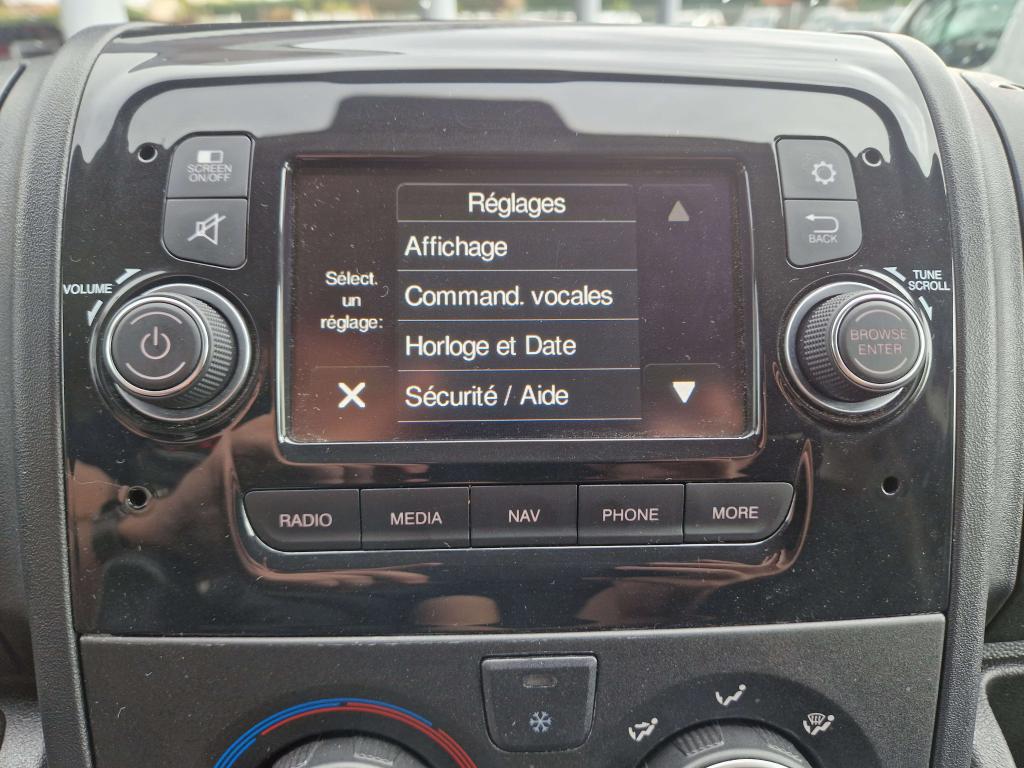 SCREEN
ON/OFF
VOLUME
Réglages
Affichage
Command. vocales
Horloge et Date
Sécurité / Aide
Sélect.
un
réglage:
BACK
TUNE
SCROLL
BROWSE
ENTER
RADIO
MEDIA
NAV
PHONE
MORE